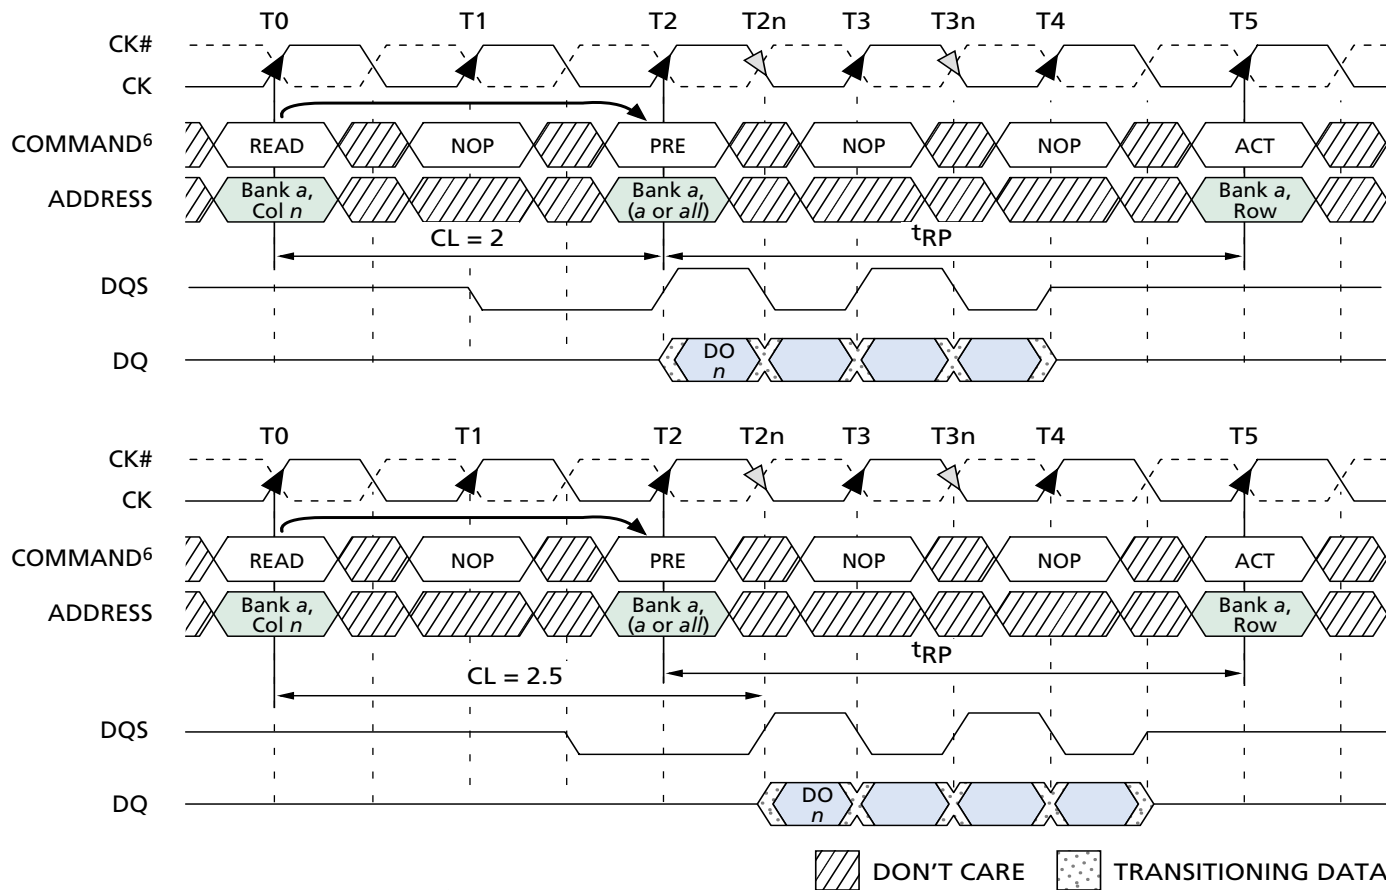 T0 T1 T2 T2n T3 T3n T4 T5
CK#
CK
COMMAND⁶ READ NOP PRE NOP NOP ACT
ADDRESS Bank a, Bank a, Bank a,
Col n (a or all) Row
CL = 2 tRP
DQS
DQ DO
n
T0 T1 T2 T2n T3 T3n T4 T5
CK#
CK
COMMAND⁶ READ NOP PRE NOP NOP ACT
ADDRESS Bank a, Bank a, Bank a,
Col n (a or all) Row
tRP
CL = 2.5
DQS
DQ DO
n
DON'T CARE TRANSITIONING DATA